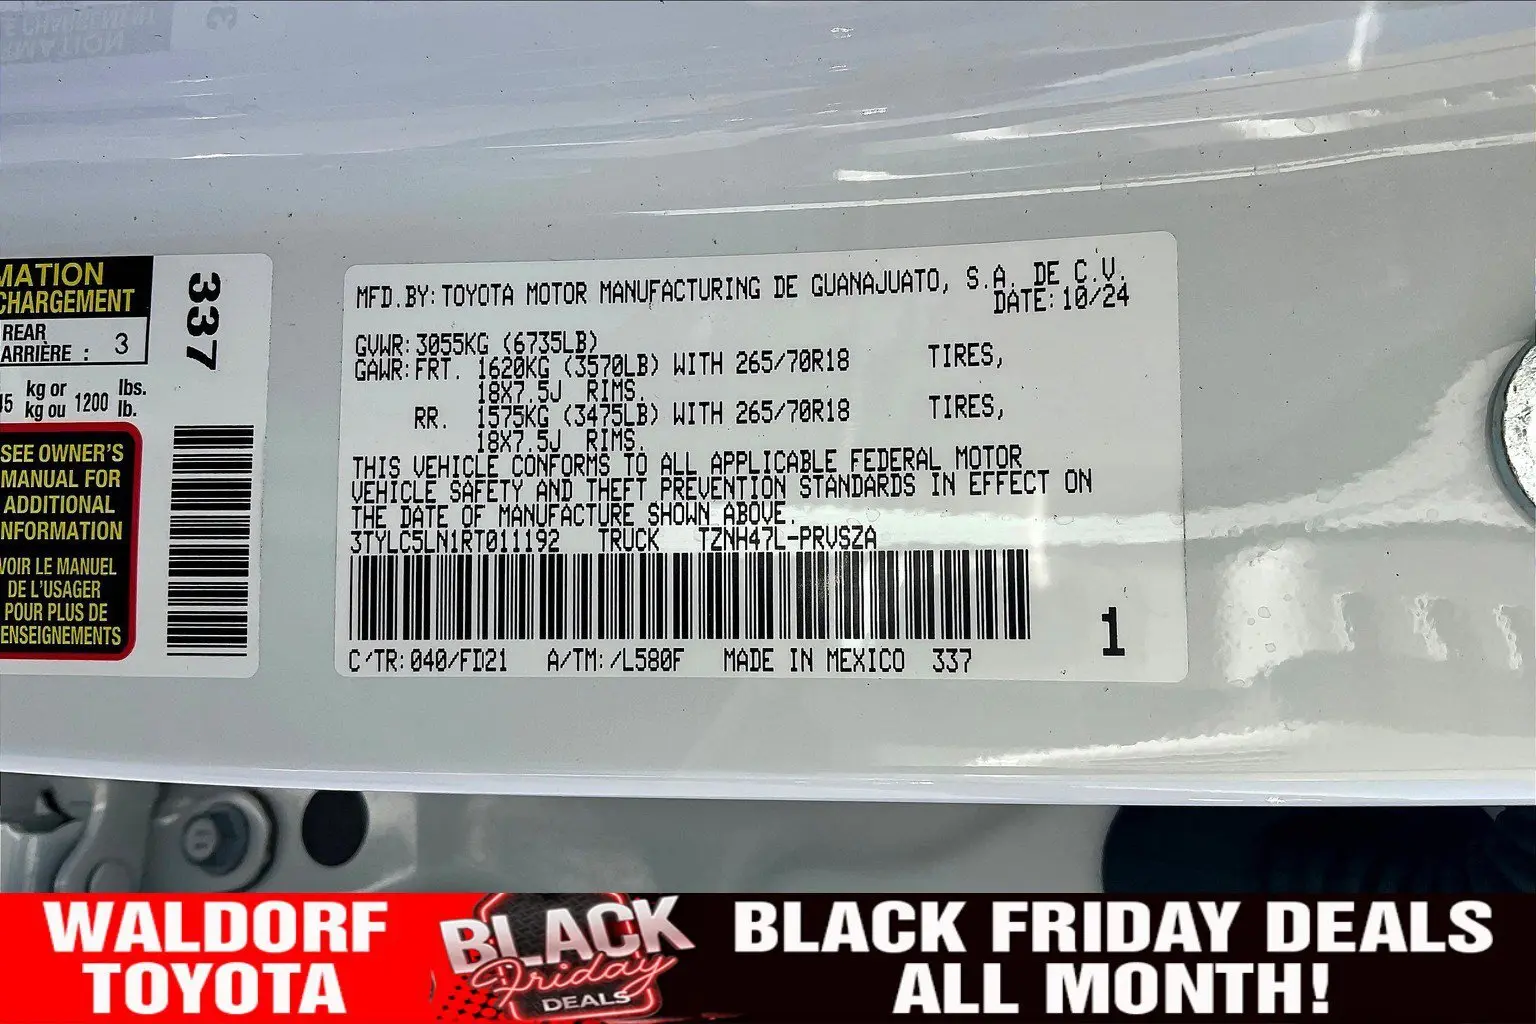 MATION
CHARGEMENT
REAR
ARRIÈRE : 3
kg or lbs.
kg ou 1200 lb.
337
SEE OWNER'S
MANUAL FOR
ADDITIONAL
NFORMATION
VOIR LE MANUEL
DE L'USAGER
POUR PLUS DE
ENSEIGNEMENTS
MFD.BY:TOYOTA MOTOR MANUFACTURING DE GUANAJUATO, S.A. DE C.V.
DATE:10/24
GVWR:3055KG (6735LB)
GAWR:FRT. 1620KG (3570LB) WITH 265/70R18 TIRES,
18X7.5J RIMS.
RR. 1575KG (3475LB) WITH 265/70R18 TIRES,
18X7.5J RIMS.
THIS VEHICLE CONFORMS TO ALL APPLICABLE FEDERAL MOTOR
VEHICLE SAFETY AND THEFT PREVENTION STANDARDS IN EFFECT ON
THE DATE OF MANUFACTURE SHOWN ABOVE.
3TYLC5LN1RT011192 TRUCK TZNH47L-PRVSZA
C/TR:040/FD21 A/TM:/L580F MADE IN MEXICO 337
1
WALDORF
TOYOTA
BLACK
Friday
DEALS
BLACK FRIDAY DEALS
ALL MONTH!